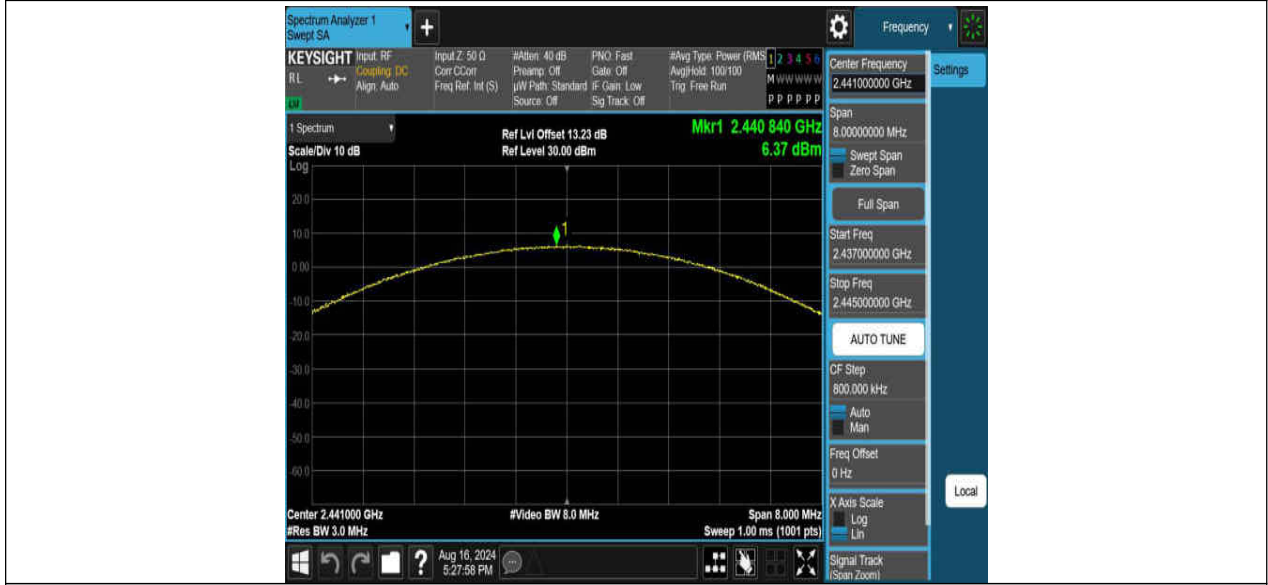 Spectrum Analyzer 1
Swept SA
+
Frequency
KEYSIGHT
RL
LXI
Input: RF
Coupling: DC
Align: Auto
Input Z: 50 Ω
Corr CCorr
Freq Ref: Int (S)
#Atten: 40 dB
Preamp: Off
µW Path: Standard
Source: Off
PNO: Fast
Gate: Off
IF Gain: Low
Sig Track: Off
#Avg Type: Power (RMS
Avg|Hold: 100/100
Trig: Free Run
1 2 3 4 5 6
M W W W W W
P P P P P P
1 Spectrum
Scale/Div 10 dB
Log
Ref Lvl Offset 13.23 dB
Ref Level 30.00 dBm
Mkr1 2.440 840 GHz
6.37 dBm
20.0
10.0
0.00
-10.0
-20.0
-30.0
-40.0
-50.0
-60.0
1
Center 2.441000 GHz
#Res BW 3.0 MHz
#Video BW 8.0 MHz
Span 8.000 MHz
Sweep 1.00 ms (1001 pts)
Center Frequency
2.441000000 GHz
Settings
Span
8.00000000 MHz
Swept Span
Zero Span
Full Span
Start Freq
2.437000000 GHz
Stop Freq
2.445000000 GHz
AUTO TUNE
CF Step
800.000 kHz
Auto
Man
Freq Offset
0 Hz
X Axis Scale
Log
Lin
Signal Track
(Span Zoom)
Local
?
Aug 16, 2024
5:27:58 PM